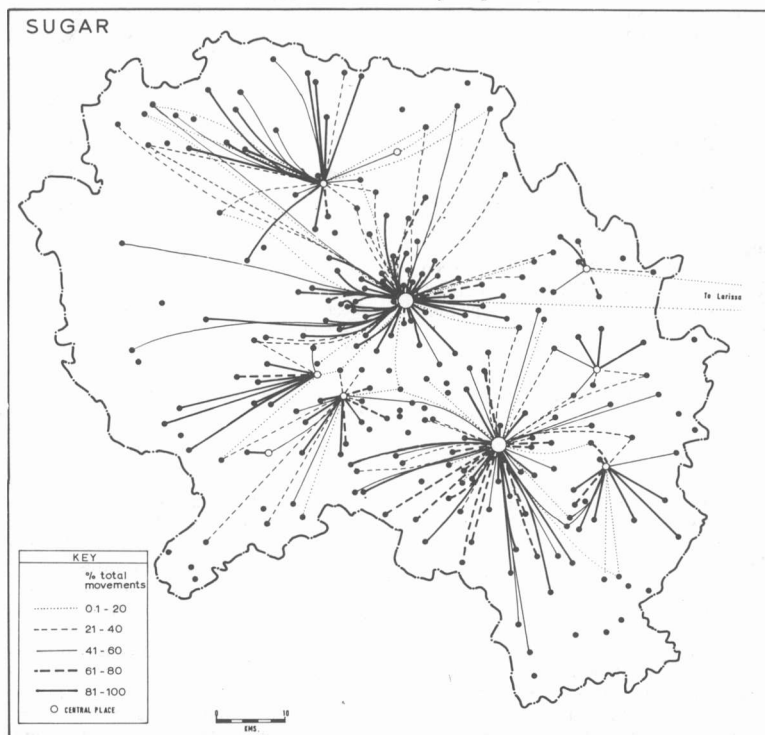 SUGAR
To Larissa
KEY
% total
movements
0·1 - 20
21 - 40
41 - 60
61 - 80
81 - 100
CENTRAL PLACE
0 10
KMS.